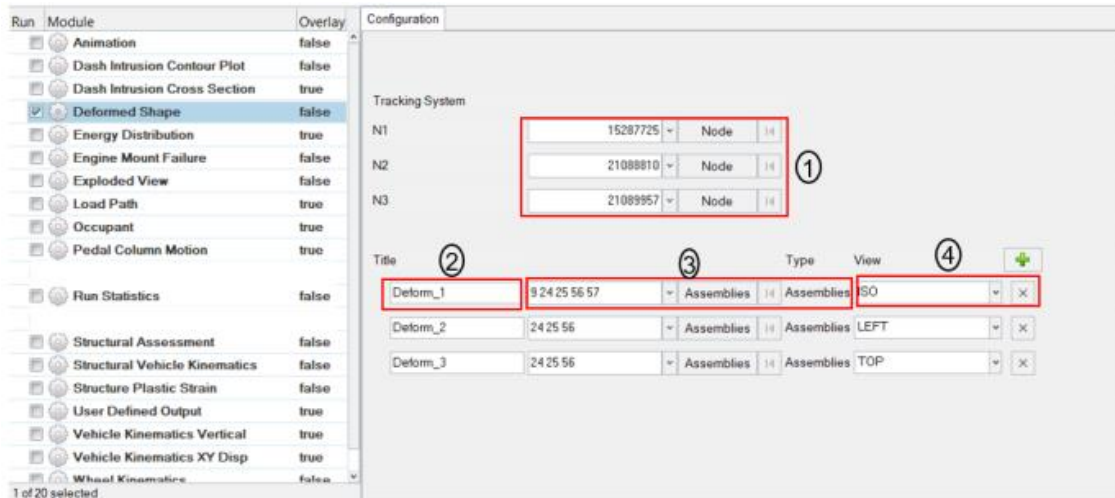 Run Module Overlay
Animation false
Dash Intrusion Contour Plot false
Dash Intrusion Cross Section true
Deformed Shape false
Energy Distribution true
Engine Mount Failure false
Exploded View false
Load Path true
Occupant true
Pedal Column Motion true
Run Statistics false
Structural Assessment false
Structural Vehicle Kinematics false
Structure Plastic Strain false
User Defined Output true
Vehicle Kinematics Vertical true
Vehicle Kinematics XY Disp true
Wheel Kinematics false
1 of 20 selected
Configuration
Tracking System
N1 15287725 Node
N2 21088810 Node
N3 21089957 Node
1
Title 2 3 Type View 4
Deform_1 9 24 25 56 57 Assemblies Assemblies ISO
Deform_2 24 25 56 Assemblies Assemblies LEFT
Deform_3 24 25 56 Assemblies Assemblies TOP